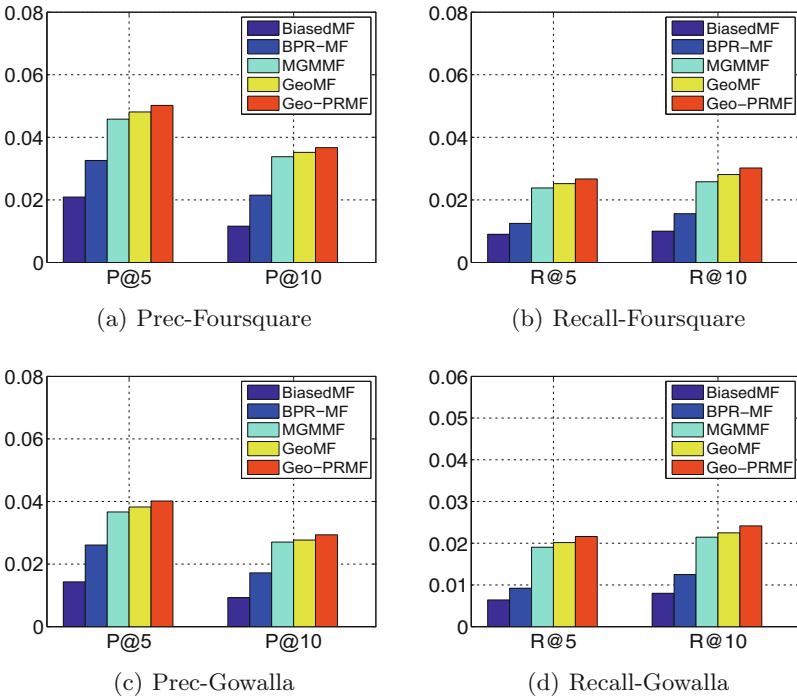 0.08
0.06
0.04
0.02
0
BiasedMF
BPR-MF
MGMMF
GeoMF
Geo-PRMF
P@5
P@10
(a) Prec-Foursquare
0.08
0.06
0.04
0.02
0
BiasedMF
BPR-MF
MGMMF
GeoMF
Geo-PRMF
R@5
R@10
(b) Recall-Foursquare
0.08
0.06
0.04
0.02
0
BiasedMF
BPR-MF
MGMMF
GeoMF
Geo-PRMF
P@5
P@10
(c) Prec-Gowalla
0.06
0.05
0.04
0.03
0.02
0.01
0
BiasedMF
BPR-MF
MGMMF
GeoMF
Geo-PRMF
R@5
R@10
(d) Recall-Gowalla